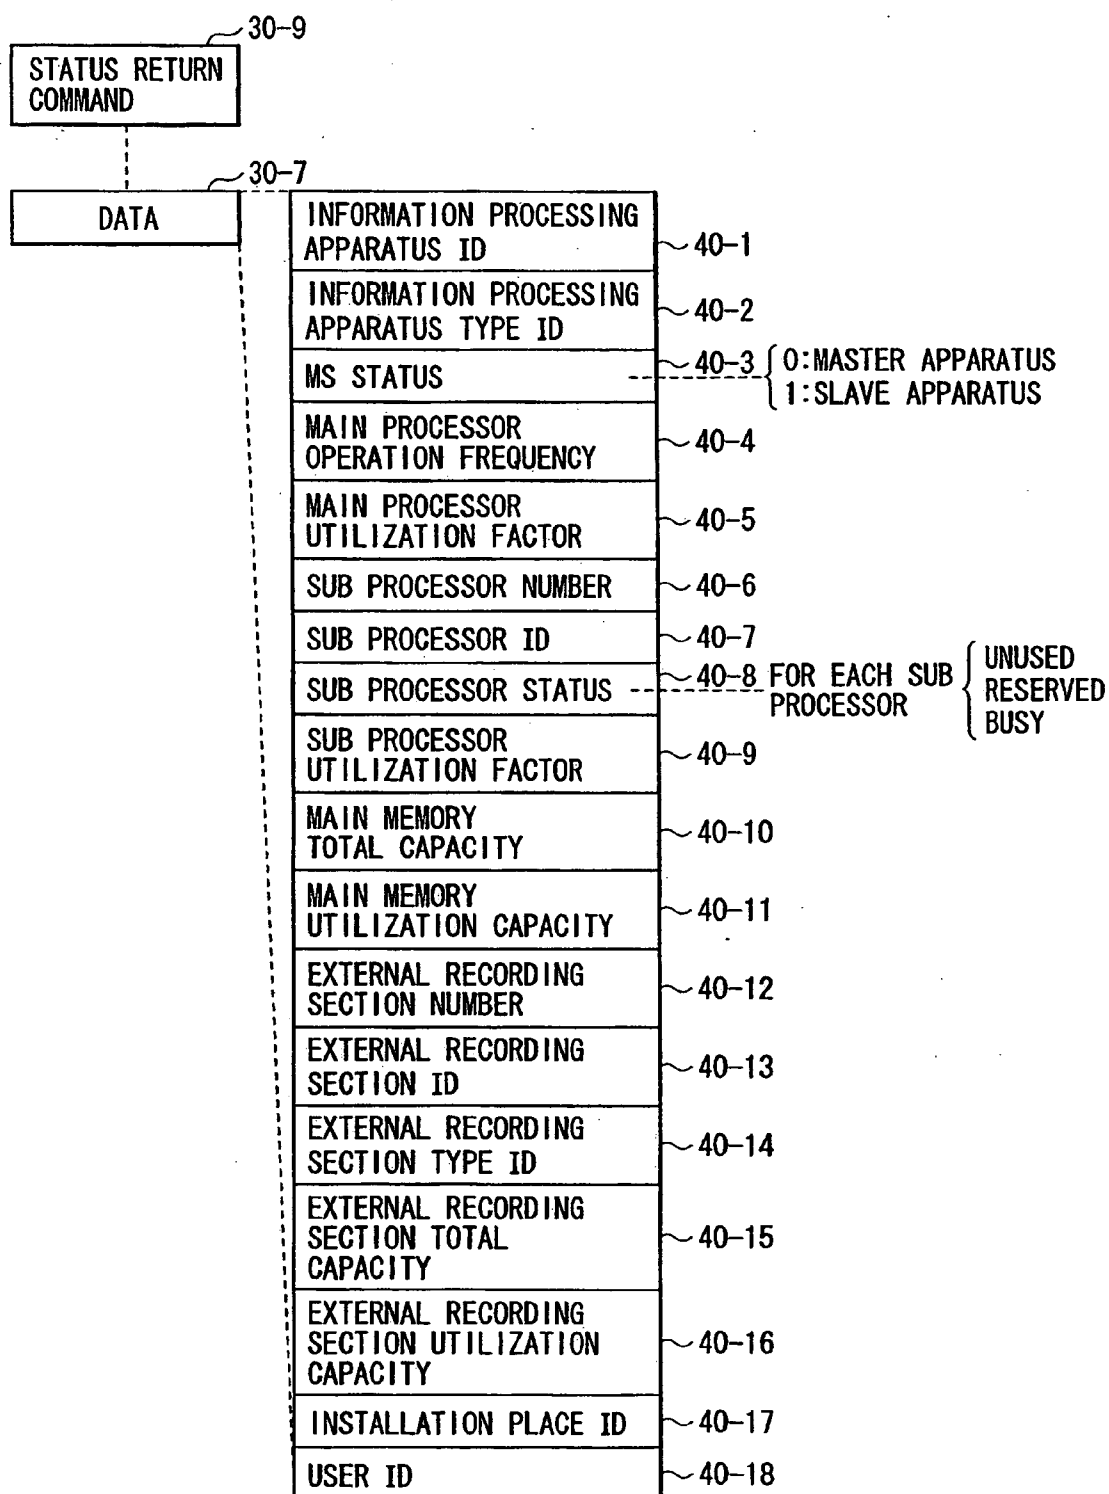 30-9
STATUS RETURN
COMMAND
30-7
DATA
INFORMATION PROCESSING
APPARATUS ID
40-1
INFORMATION PROCESSING
APPARATUS TYPE ID
40-2
MS STATUS
40-3
0:MASTER APPARATUS
1:SLAVE APPARATUS
MAIN PROCESSOR
OPERATION FREQUENCY
40-4
MAIN PROCESSOR
UTILIZATION FACTOR
40-5
SUB PROCESSOR NUMBER
40-6
SUB PROCESSOR ID
40-7
SUB PROCESSOR STATUS
40-8
FOR EACH SUB
PROCESSOR
UNUSED
RESERVED
BUSY
SUB PROCESSOR
UTILIZATION FACTOR
40-9
MAIN MEMORY
TOTAL CAPACITY
40-10
MAIN MEMORY
UTILIZATION CAPACITY
40-11
EXTERNAL RECORDING
SECTION NUMBER
40-12
EXTERNAL RECORDING
SECTION ID
40-13
EXTERNAL RECORDING
SECTION TYPE ID
40-14
EXTERNAL RECORDING
SECTION TOTAL
CAPACITY
40-15
EXTERNAL RECORDING
SECTION UTILIZATION
CAPACITY
40-16
INSTALLATION PLACE ID
40-17
USER ID
40-18